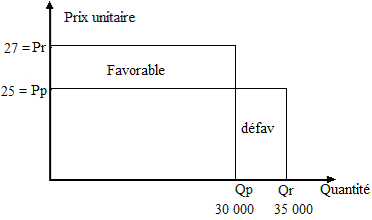 Prix unitaire
27 = Pr
Favorable
25 = Pp
défav
Qp Qr Quantité
30 000 35 000